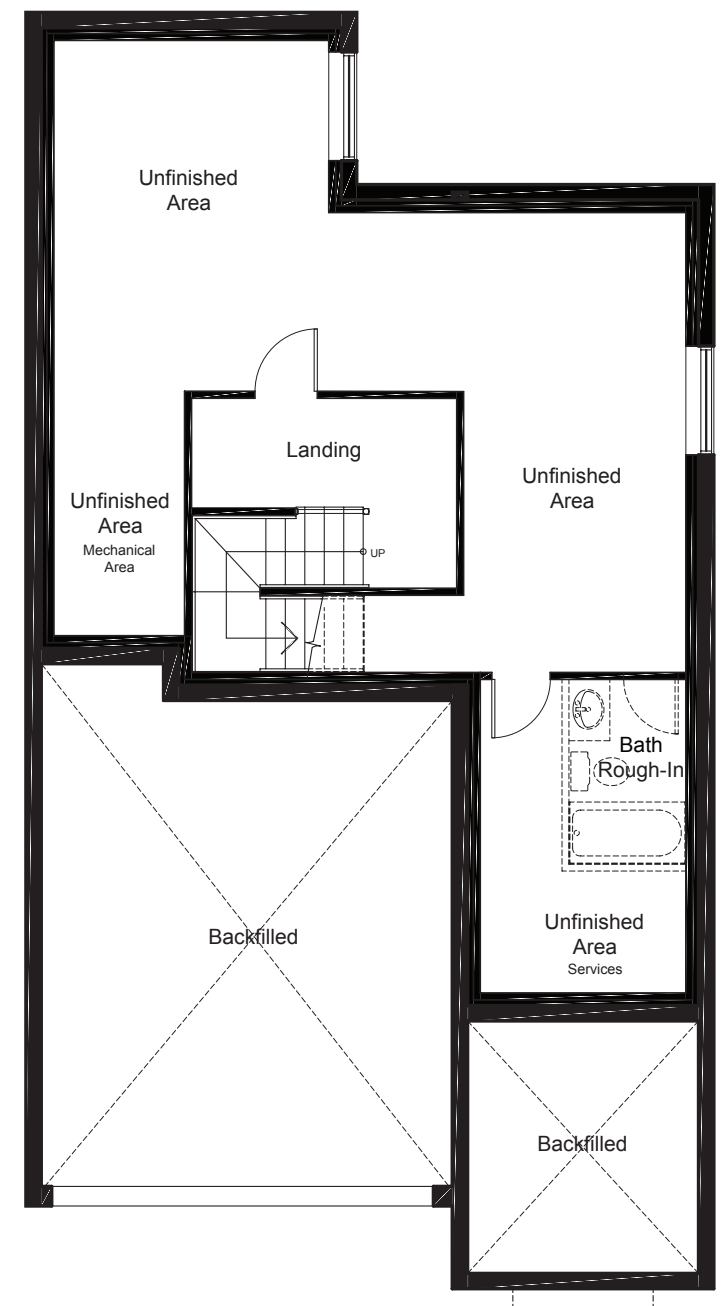 Unfinished
Area
Landing
Unfinished
Area
Unfinished
Area
Mechanical
Area
UP
Bath
Rough-In
Backfilled
Unfinished
Area
Services
Backfilled